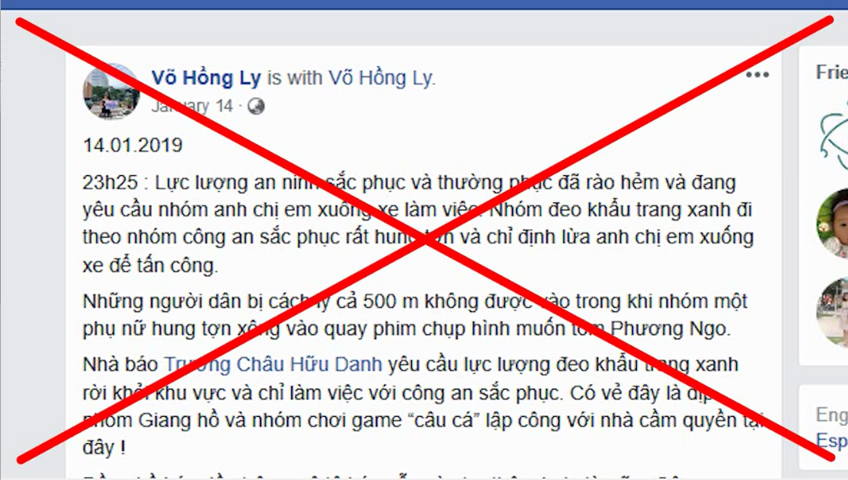 Võ Hồng Ly is with Võ Hồng Ly.
January 14 ·
Frie
14.01.2019
23h25 : Lực lượng an ninh sắc phục và thường phục đã rào hẻm và đang
yêu cầu nhóm anh chị em xuống xe làm việc. Nhóm đeo khẩu trang xanh đi
theo nhóm công an sắc phục rất hung tợn và chỉ định lừa anh chị em xuống
xe để tấn công.
Những người dân bị cách ly cả 500 m không được vào trong khi nhóm một
phụ nữ hung tợn xông vào quay phim chụp hình muốn tóm Phương Ngo.
Nhà báo Trương Châu Hữu Danh yêu cầu lực lượng đeo khẩu trang xanh
rời khỏi khu vực và chỉ làm việc với công an sắc phục. Có vẻ đây là dịp
nhóm Giang hồ và nhóm chơi game “câu cá” lập công với nhà cầm quyền tại
đây !
Eng
Esp